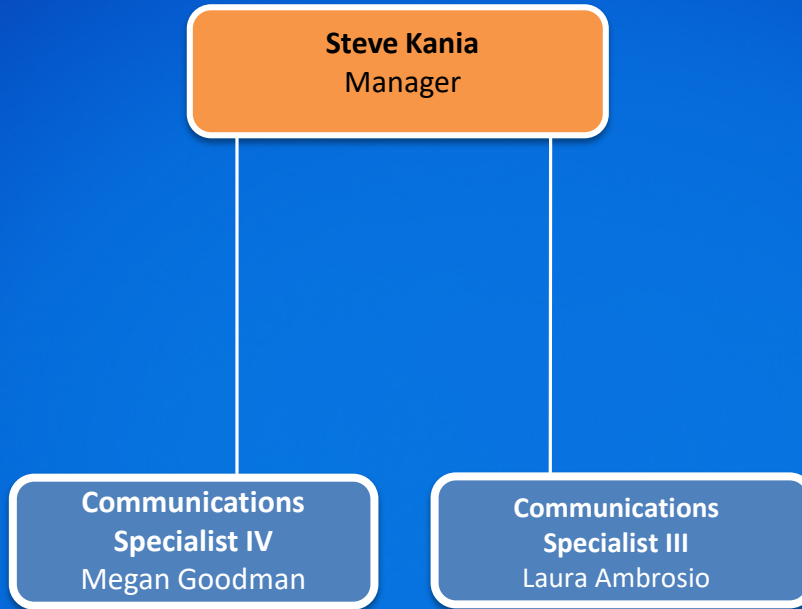 Steve Kania
Manager
Communications
Specialist IV
Megan Goodman
Communications
Specialist III
Laura Ambrosio